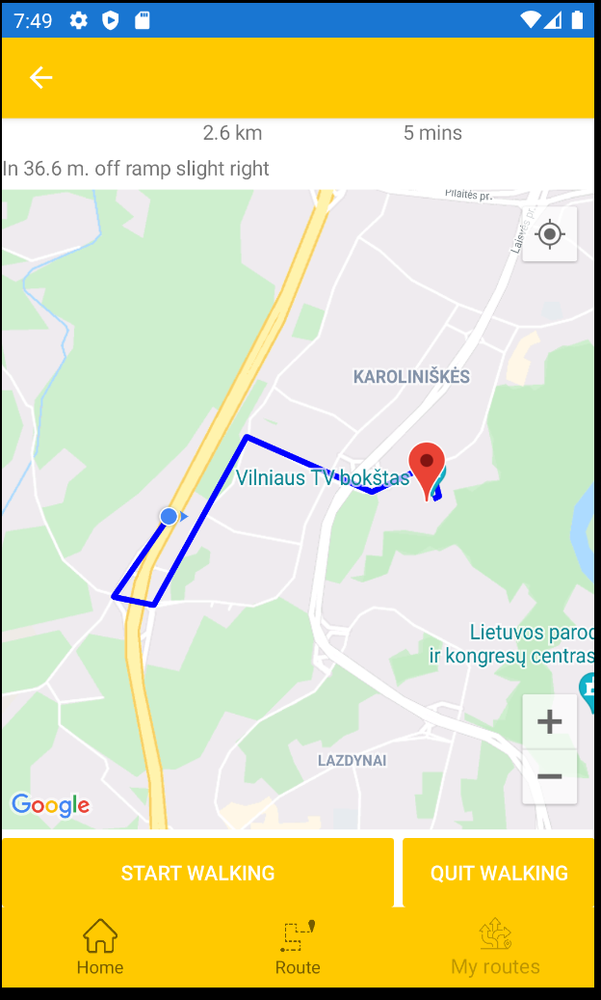 7:49
2.6 km 5 mins
In 36.6 m. off ramp slight right
Pilaitės pr.
Laisvės pr.
KAROLINIŠKĖS
Vilniaus TV bokštas
Lietuvos paroc
ir kongresų centras
LAZDYNAI
Google
START WALKING QUIT WALKING
Home Route My routes